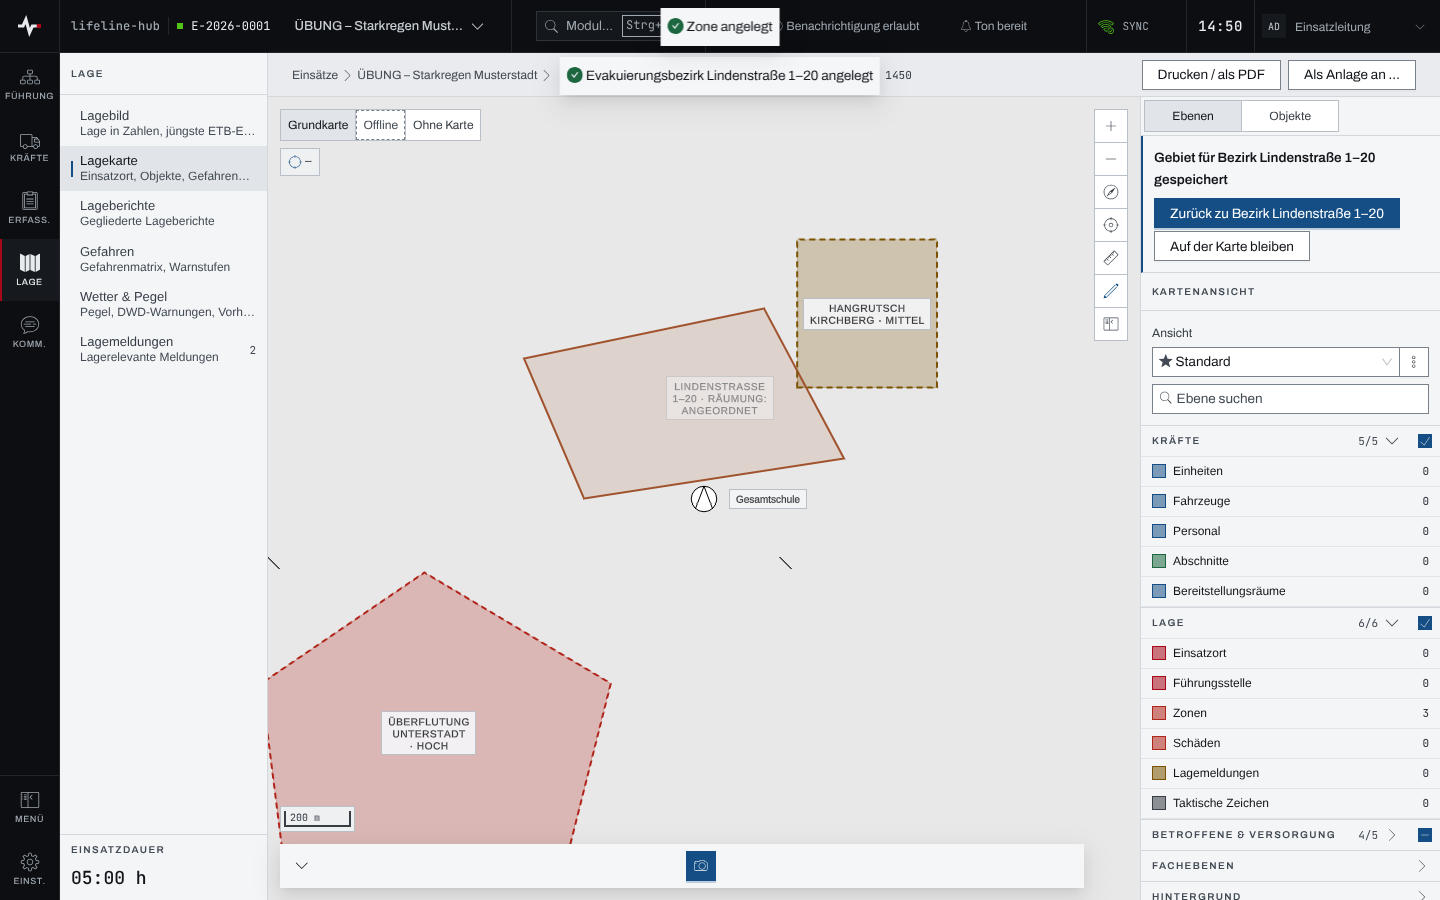 lifeline-hub
E-2026-0001
ÜBUNG – Starkregen Must…
Modul…
Strg+
Zone angelegt
Benachrichtigung erlaubt
Ton bereit
SYNC
14:50
AD
Einsatzleitung
FÜHRUNG
KRÄFTE
ERFASS.
LAGE
KOMM.
MENÜ
EINST.
LAGE
Lagebild
Lage in Zahlen, jüngste ETB-E…
Lagekarte
Einsatzort, Objekte, Gefahren…
Lageberichte
Gegliederte Lageberichte
Gefahren
Gefahrenmatrix, Warnstufen
Wetter & Pegel
Pegel, DWD-Warnungen, Vorh…
Lagemeldungen
Lagerelevante Meldungen
2
EINSATZDAUER
05:00 h
Einsätze
ÜBUNG – Starkregen Musterstadt
Evakuierungsbezirk Lindenstraße 1–20 angelegt
1450
Drucken / als PDF
Als Anlage an …
Grundkarte
Offline
Ohne Karte
–
HANGRUTSCH
KIRCHBERG · MITTEL
LINDENSTRASSE
1–20 · RÄUMUNG:
ANGEORDNET
Gesamtschule
ÜBERFLUTUNG
UNTERSTADT
· HOCH
200 m
Ebenen
Objekte
Gebiet für Bezirk Lindenstraße 1–20
gespeichert
Zurück zu Bezirk Lindenstraße 1–20
Auf der Karte bleiben
KARTENANSICHT
Ansicht
Standard
Ebene suchen
KRÄFTE 5/5
Einheiten 0
Fahrzeuge 0
Personal 0
Abschnitte 0
Bereitstellungsräume 0
LAGE 6/6
Einsatzort 0
Führungsstelle 0
Zonen 3
Schäden 0
Lagemeldungen 0
Taktische Zeichen 0
BETROFFENE & VERSORGUNG 4/5
FACHEBENEN
HINTERGRUND